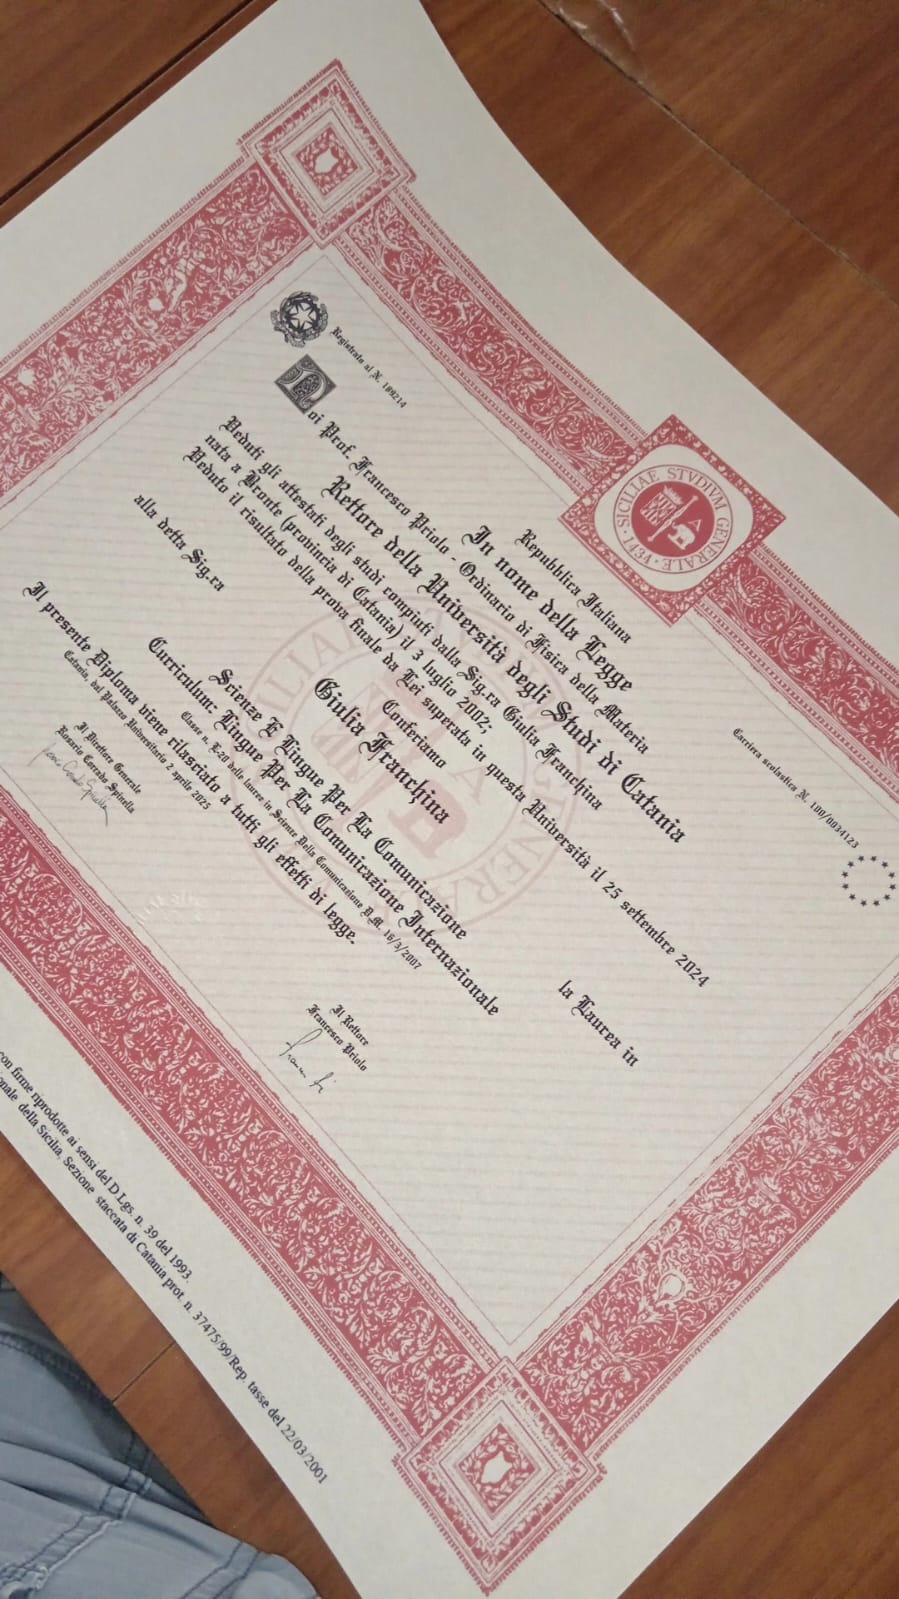 Repubblica Italiana
In nome della Legge
Registrato al N. 189214
Carriera scolastica N. 100/0034123
SICILIAE STVDIVM GENERALE 1434
Noi Prof. Francesco Priolo - Ordinario di Fisica della Materia
Rettore della Università degli Studi di Catania
Veduti gli attestati degli studi compiuti dalla Sig.ra Giulia Franchina
nata a Bronte (provincia di Catania) il 3 luglio 2002;
Veduto il risultato della prova finale da Lei superata in questa Università il 25 settembre 2024
Conferiamo
alla detta Sig.ra
Giulia Franchina
la Laurea in
Scienze E Lingue Per La Comunicazione
Curriculum: Lingue Per La Comunicazione Internazionale
Classe n. L-20 delle lauree in Scienze Della Comunicazione D.M. 16/3/2007
Il presente Diploma viene rilasciato a tutti gli effetti di legge.
Catania, dal Palazzo Universitario 2 aprile 2025
Il Direttore Generale
Rosario Corrado Spinella
Il Rettore
Francesco Priolo
con firme riprodotte ai sensi del D.Lgs. n. 39 del 1993.
della Sicilia, Sezione staccata di Catania prot. n. 37475/99/Rep. tasse del 22/03/2001